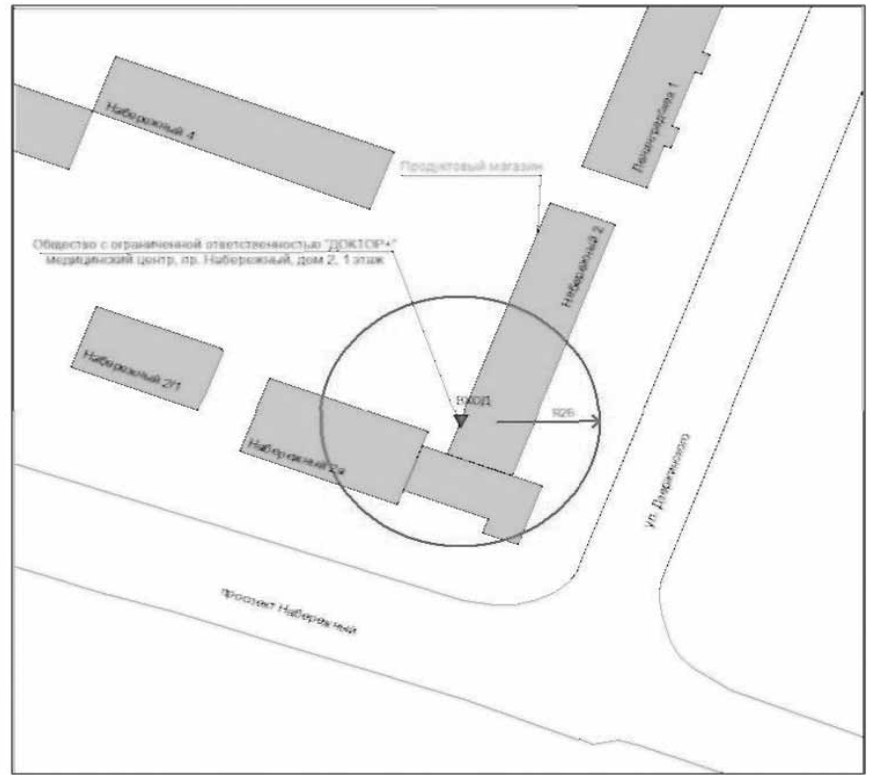 Набережный 4
Ленинградская 1
Продуктовый магазин
Набережный 2
Общество с ограниченной ответственностью "ДОКТОР+"
медицинский центр, пр. Набережный, дом 2, 1 этаж
Набережный 2/1
ВХОД
R25
Набережный 2а
ул. Дзержинского
проспект Набережный